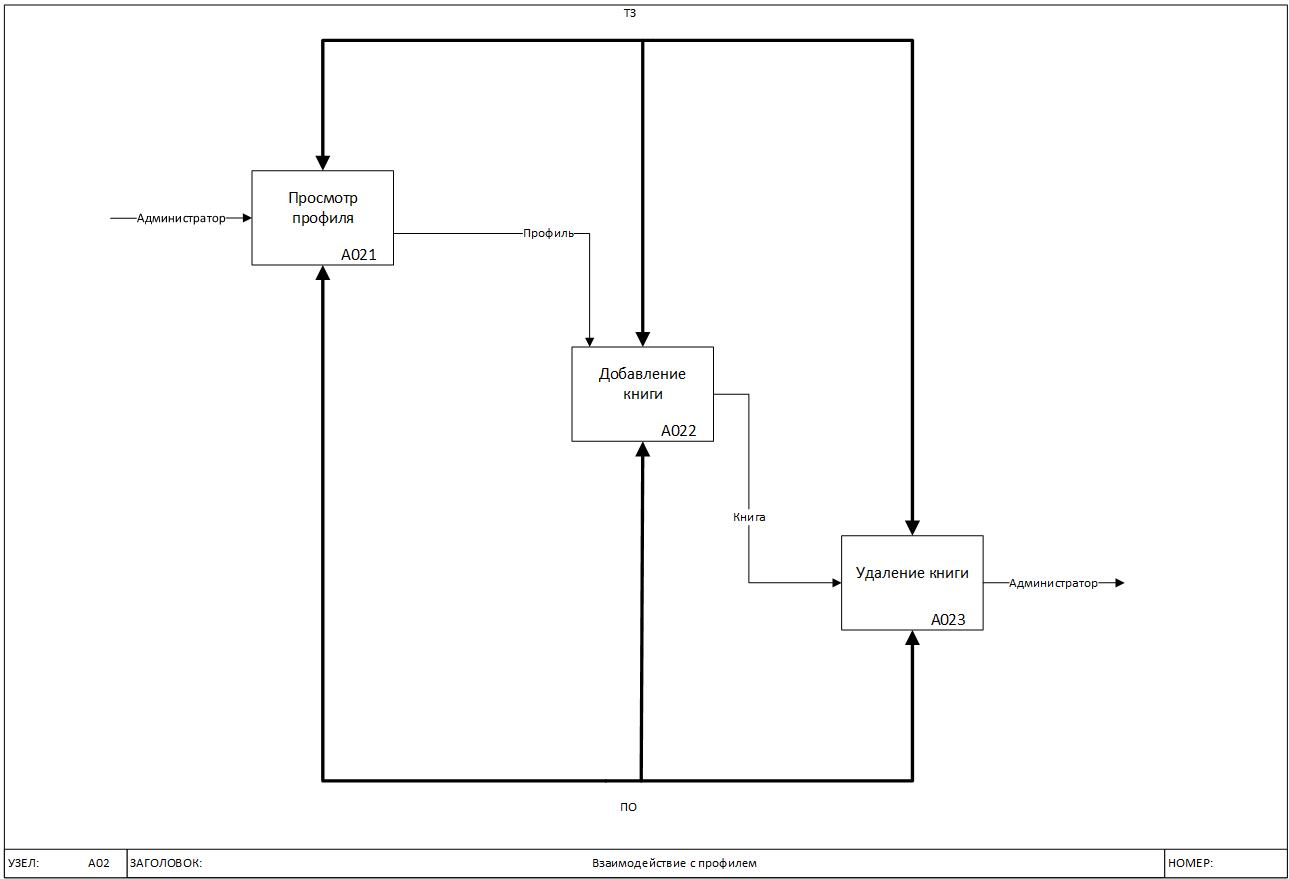 ТЗ
Просмотр
профиля
А021
Администратор
Профиль
Добавление
книги
А022
Книга
Удаление книги
А023
Администратор
ПО
УЗЕЛ: А02 ЗАГОЛОВОК: Взаимодействие с профилем НОМЕР: